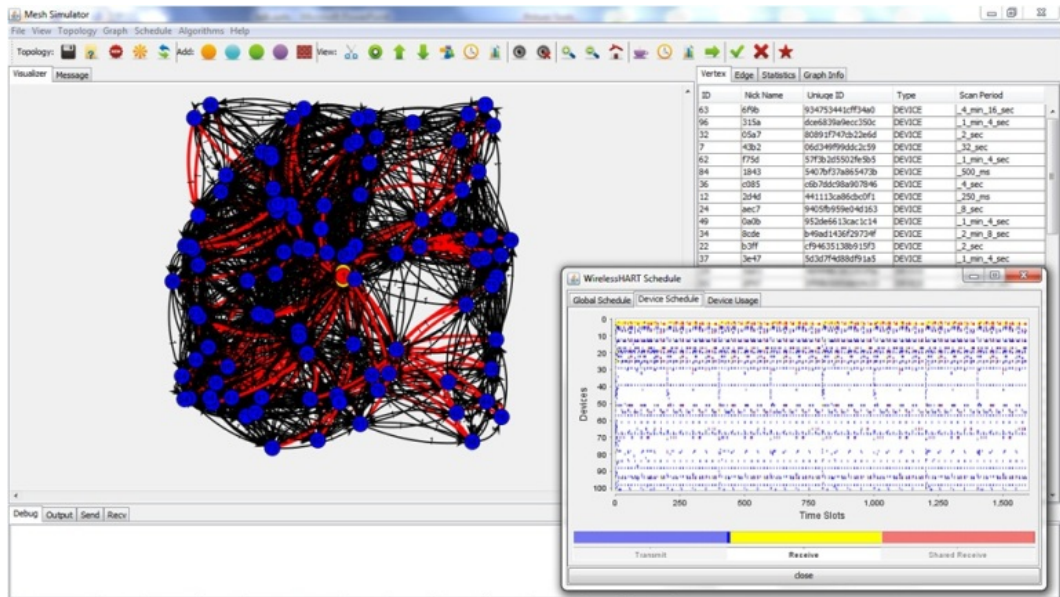 Mesh Simulator
File View Topology Graph Schedule Algorithms Help
Topology: Add: View:
Visualizer Message
Vertex Edge Statistics Graph Info
ID Nick Name Uniuqe ID Type Scan Period
63 6f9b 934753441cff34a0 DEVICE _4_min_16_sec
96 315a dce6839a9ecc350c DEVICE _1_min_4_sec
32 05a7 80891f747cb22e6d DEVICE _2_sec
7 43b2 06d349f99ddc2c59 DEVICE _32_sec
62 f75d 57f3b2d5502fe5b5 DEVICE _1_min_4_sec
84 1843 5407bf37a865473b DEVICE _500_ms
36 c085 c6b7ddc98a907846 DEVICE _4_sec
12 2d4d 441113ca86cbc0f1 DEVICE _250_ms
24 aec7 9405fb959e04d163 DEVICE _8_sec
49 0a0b 952de6613cac1c14 DEVICE _1_min_4_sec
34 8cde b49ad1436f29734f DEVICE _2_min_8_sec
22 b3ff cf94635138b915f3 DEVICE _2_sec
37 3e47 5d3d7f4d88df91a5 DEVICE _1_min_4_sec
WirelessHART Schedule
Global Schedule Device Schedule Device Usage
Devices
0
10
20
30
40
50
60
70
80
90
100
0 250 500 750 1,000 1,250 1,500
Time Slots
Transmit Receive Shared Receive
close
Debug Output Send Recv